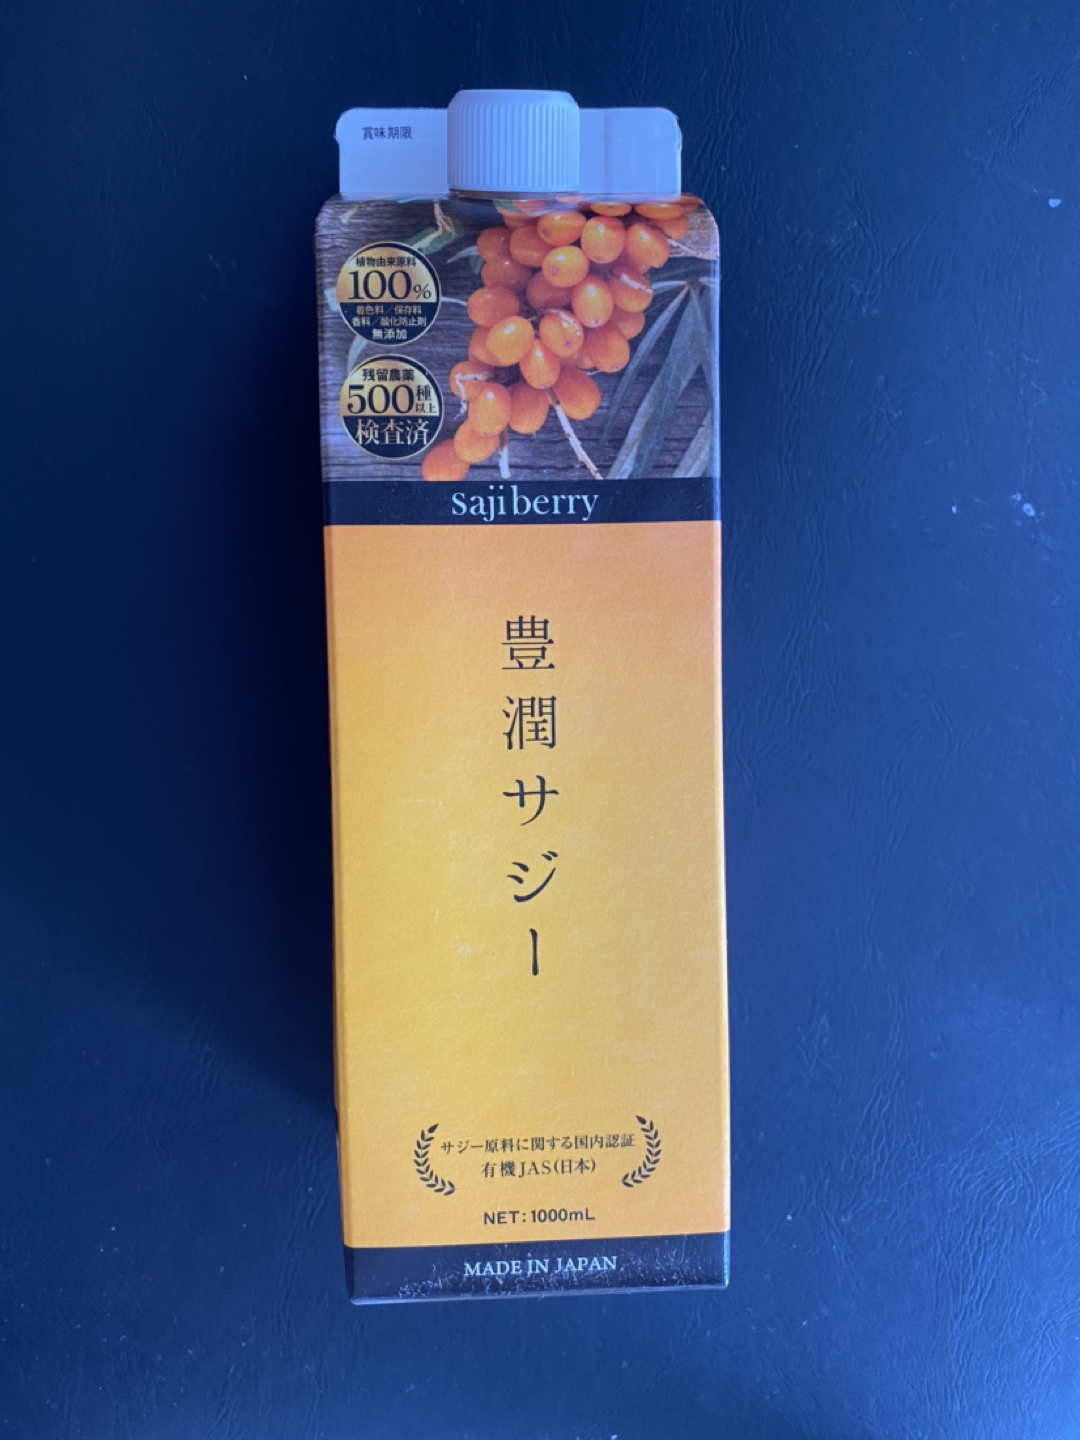 賞味期限
植物由来原料
100%
着色料／保存料
香料／酸化防止剤
無添加
残留農薬
500種以上
検査済
sajiberry
豊潤サジー
サジー原料に関する国内認証
有機JAS(日本)
NET:1000mL
MADE IN JAPAN